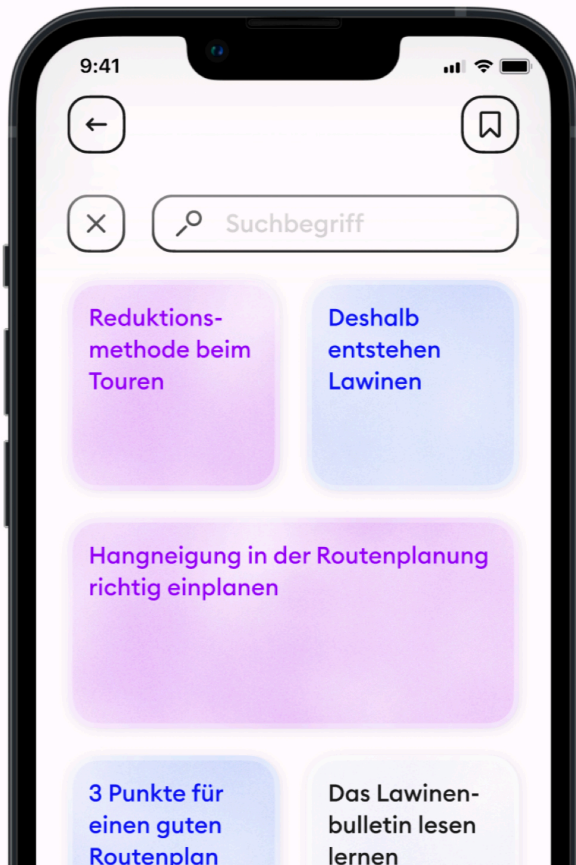 9:41
Suchbegriff
Reduktions-
methode beim
Touren
Deshalb
entstehen
Lawinen
Hangneigung in der Routenplanung
richtig einplanen
3 Punkte für
einen guten
Routenplan
Das Lawinen-
bulletin lesen
lernen